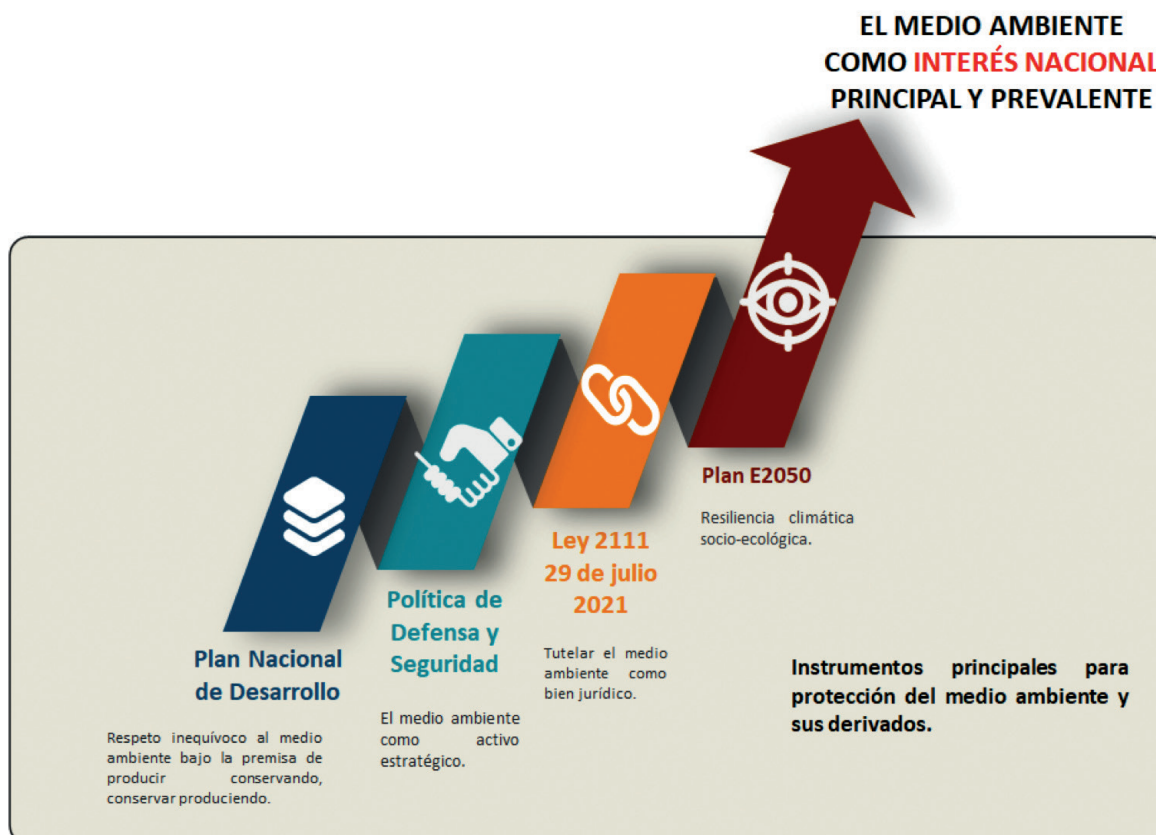 EL MEDIO AMBIENTE
COMO INTERÉS NACIONAL
PRINCIPAL Y PREVALENTE
Plan Nacional
de Desarrollo
Respeto inequívoco al medio
ambiente bajo la premisa de
producir conservando,
conservar produciendo.
Política de
Defensa y
Seguridad
El medio ambiente
como activo
estratégico.
Ley 2111
29 de julio
2021
Tutelar el medio
ambiente como
bien jurídico.
Plan E2050
Resiliencia climática
socio-ecológica.
Instrumentos principales para
protección del medio ambiente y
sus derivados.